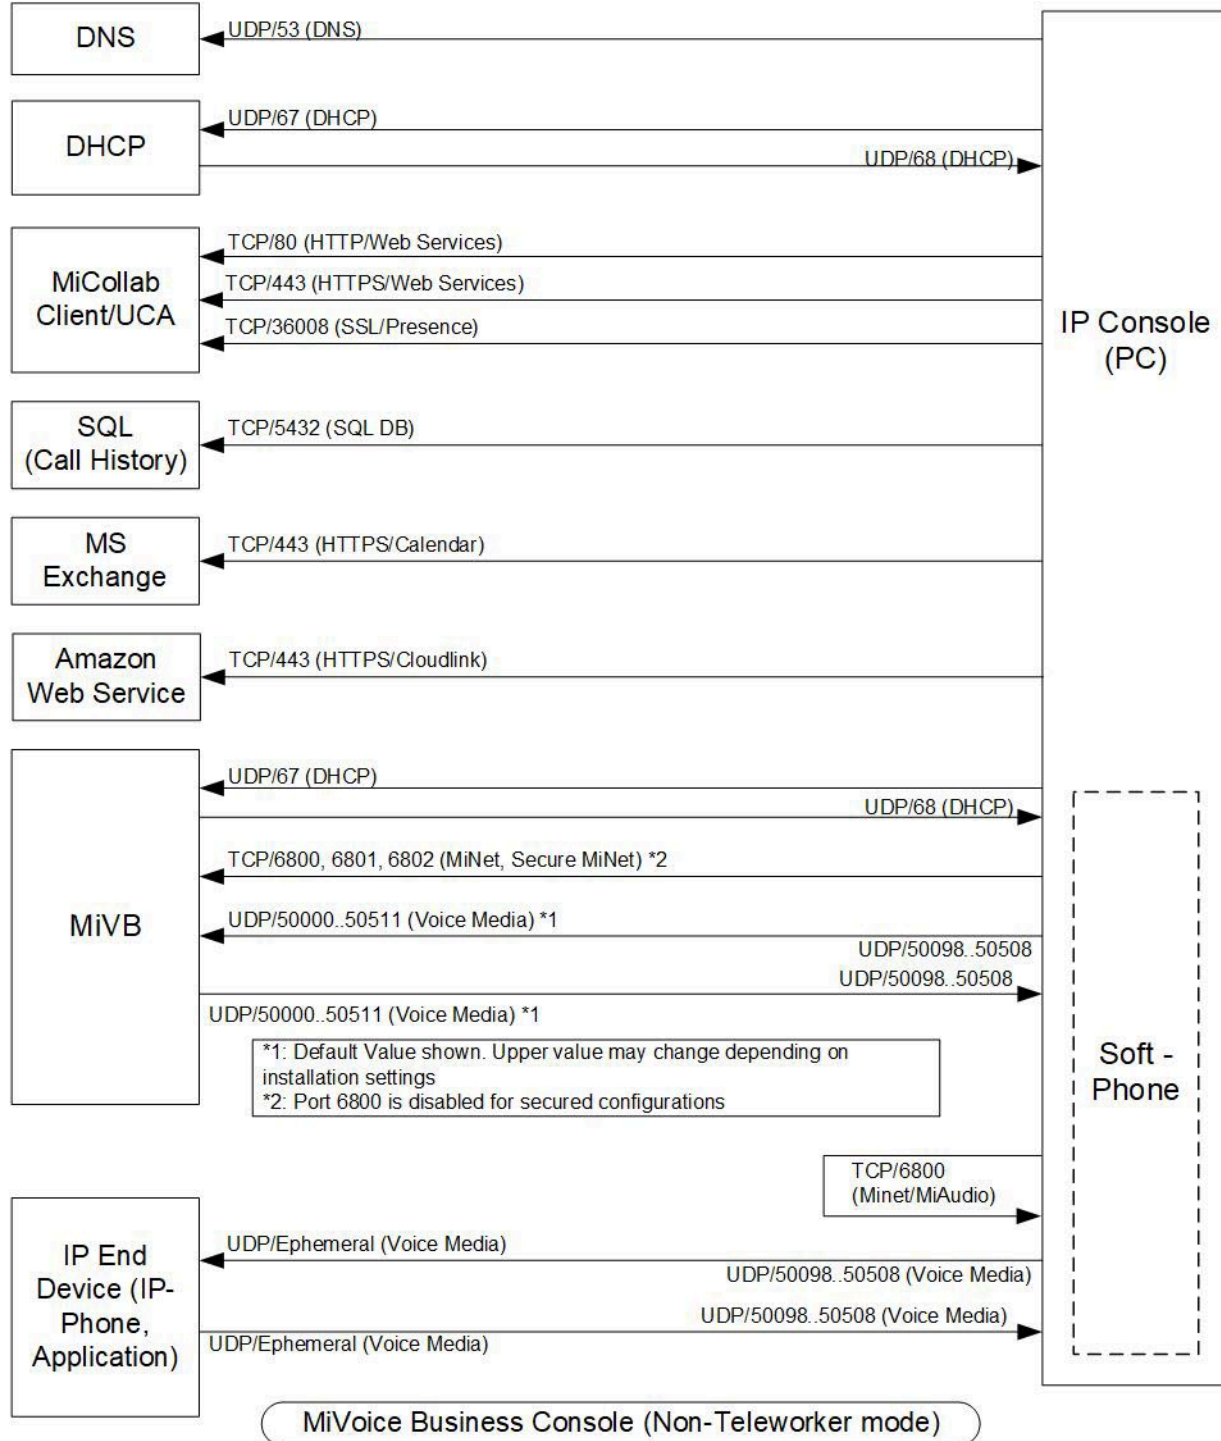 DNS
UDP/53 (DNS)
DHCP
UDP/67 (DHCP)
UDP/68 (DHCP)
MiCollab
Client/UCA
TCP/80 (HTTP/Web Services)
TCP/443 (HTTPS/Web Services)
TCP/36008 (SSL/Presence)
IP Console
(PC)
SQL
(Call History)
TCP/5432 (SQL DB)
MS
Exchange
TCP/443 (HTTPS/Calendar)
Amazon
Web Service
TCP/443 (HTTPS/Cloudlink)
MiVB
UDP/67 (DHCP)
UDP/68 (DHCP)
TCP/6800, 6801, 6802 (MiNet, Secure MiNet) *2
UDP/50000..50511 (Voice Media) *1
UDP/50098..50508
UDP/50098..50508
UDP/50000..50511 (Voice Media) *1
*1: Default Value shown. Upper value may change depending on
installation settings
*2: Port 6800 is disabled for secured configurations
Soft -
Phone
TCP/6800
(Minet/MiAudio)
IP End
Device (IP-
Phone,
Application)
UDP/Ephemeral (Voice Media)
UDP/50098..50508 (Voice Media)
UDP/50098..50508 (Voice Media)
UDP/Ephemeral (Voice Media)
MiVoice Business Console (Non-Teleworker mode)